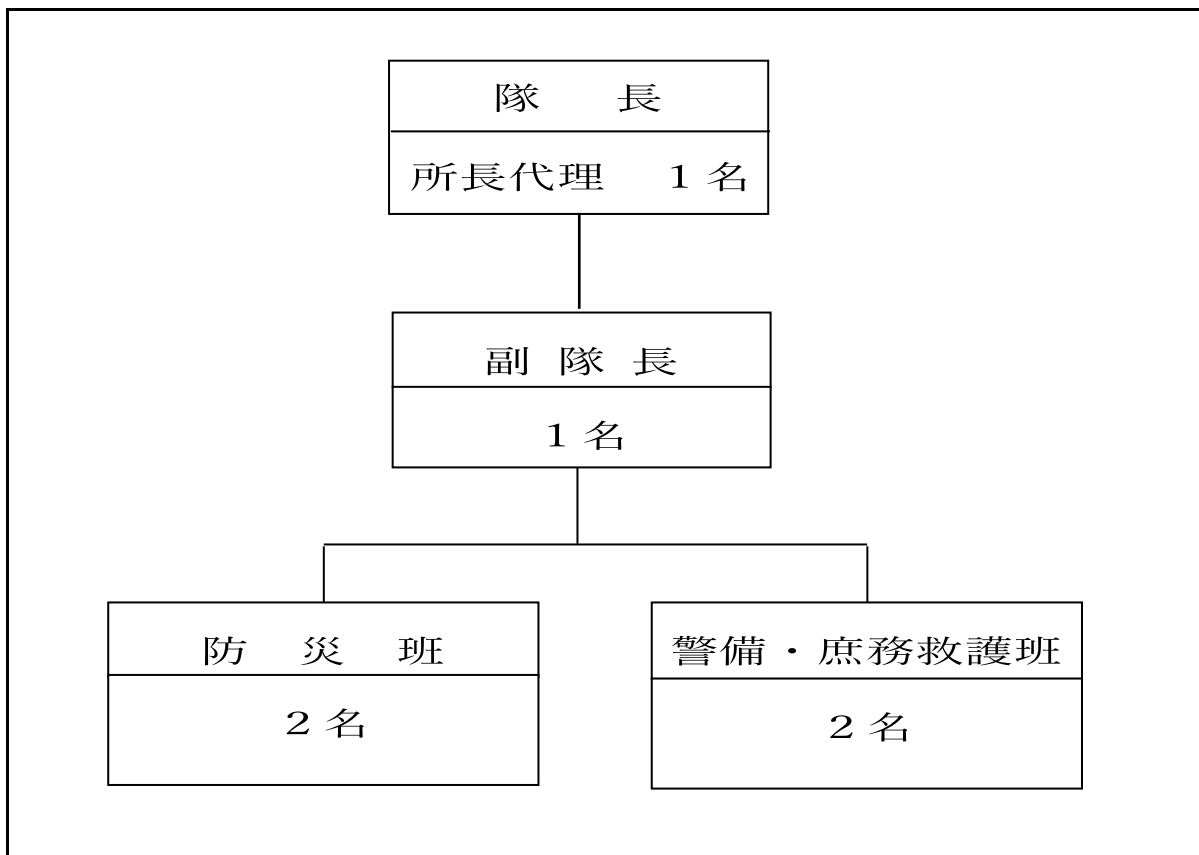 隊　長
所長代理　１名
副 隊 長
１名
防　災　班
２名
警備・庶務救護班
２名